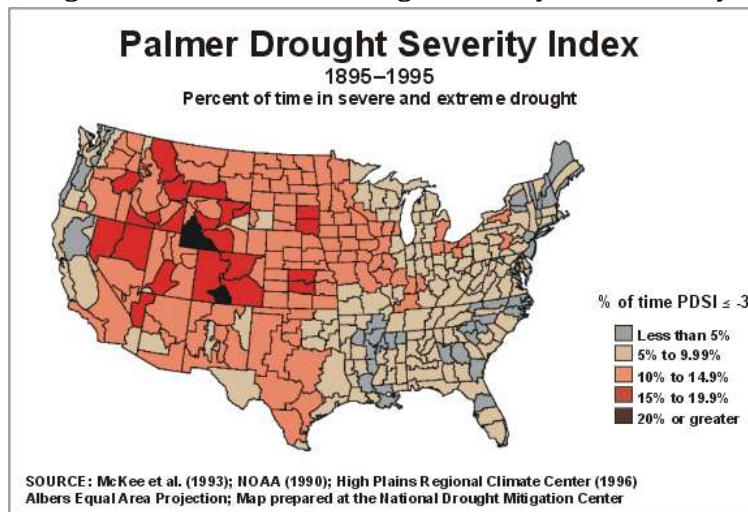 Palmer Drought Severity Index
1895–1995
Percent of time in severe and extreme drought
% of time PDSI ≤ -3
Less than 5%
5% to 9.99%
10% to 14.9%
15% to 19.9%
20% or greater
SOURCE: McKee et al. (1993); NOAA (1990); High Plains Regional Climate Center (1996)
Albers Equal Area Projection; Map prepared at the National Drought Mitigation Center